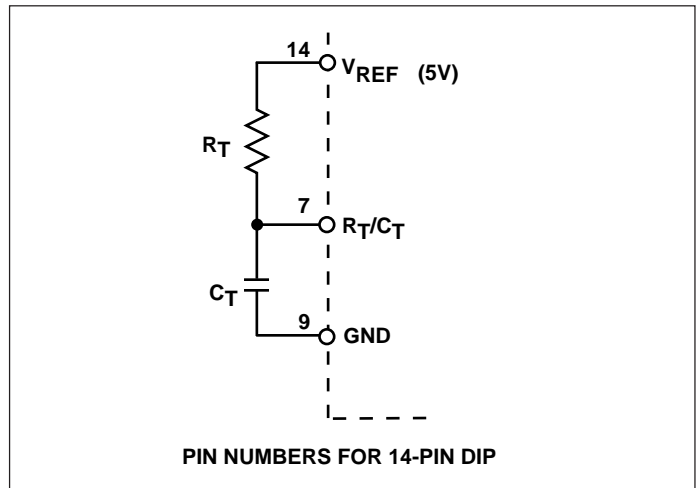 14
VREF (5V)
RT
7
RT/CT
CT
9
GND
PIN NUMBERS FOR 14-PIN DIP